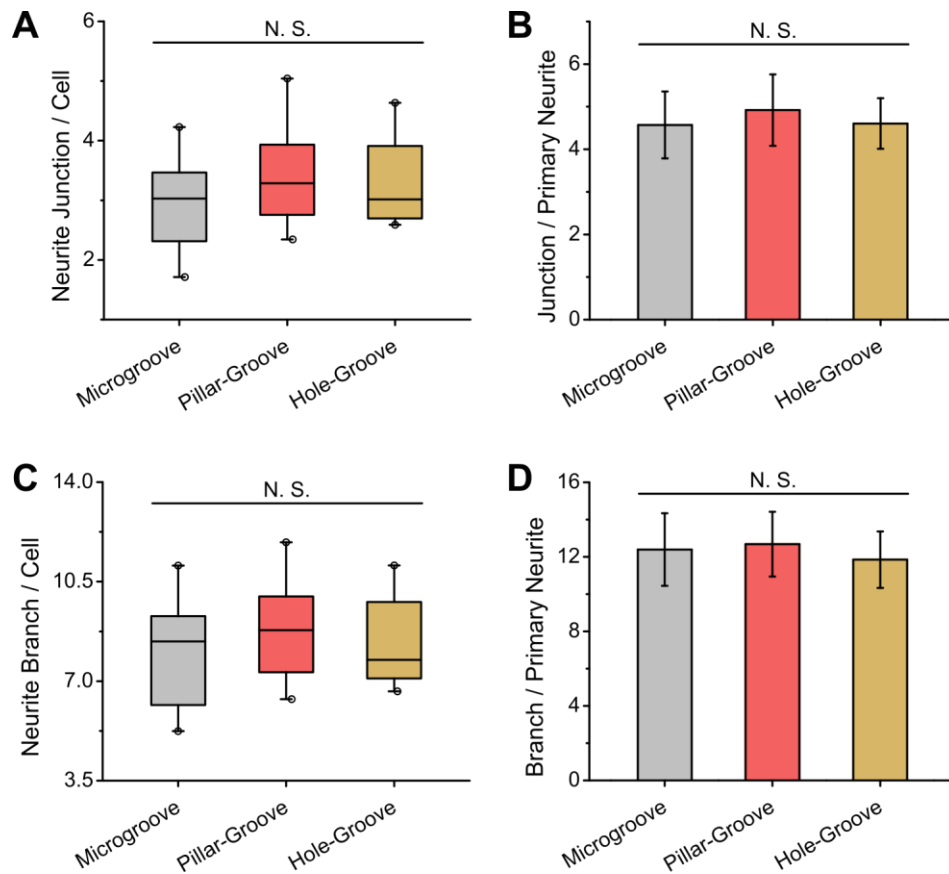 A
N. S.
Neurite Junction / Cell
6
4
2
Microgroove
Pillar-Groove
Hole-Groove
B
N. S.
Junction / Primary Neurite
6
4
2
0
Microgroove
Pillar-Groove
Hole-Groove
C
N. S.
Neurite Branch / Cell
14.0
10.5
7.0
3.5
Microgroove
Pillar-Groove
Hole-Groove
D
N. S.
Branch / Primary Neurite
16
12
8
4
0
Microgroove
Pillar-Groove
Hole-Groove